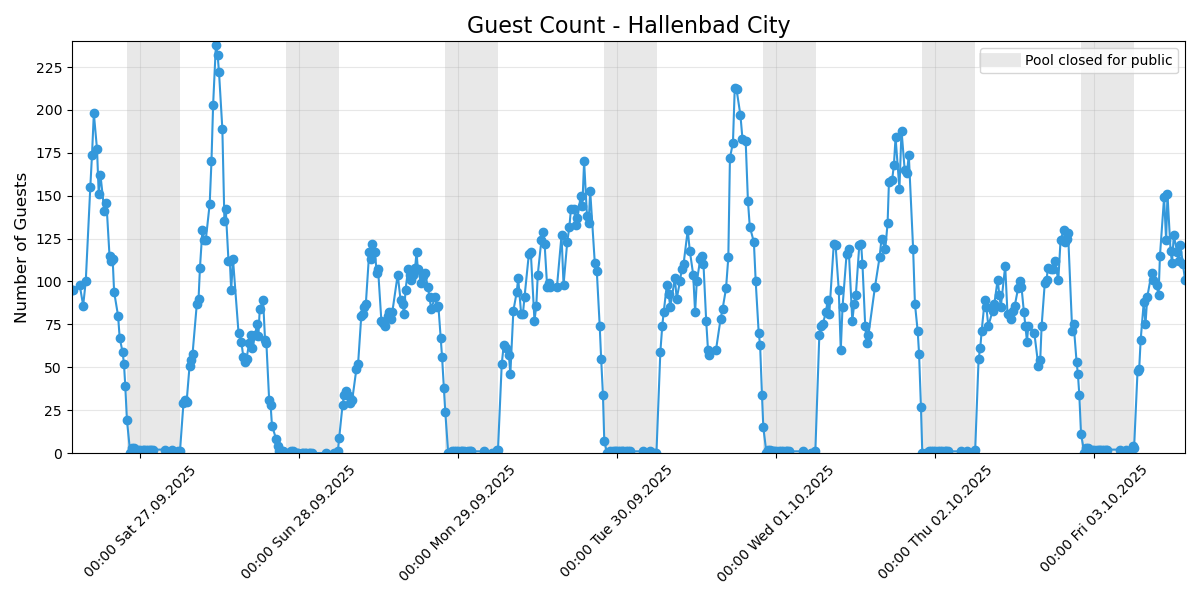 Guest Count - Hallenbad City
Pool closed for public
Number of Guests
225
200
175
150
125
100
75
50
25
0
00:00 Sat 27.09.2025
00:00 Sun 28.09.2025
00:00 Mon 29.09.2025
00:00 Tue 30.09.2025
00:00 Wed 01.10.2025
00:00 Thu 02.10.2025
00:00 Fri 03.10.2025